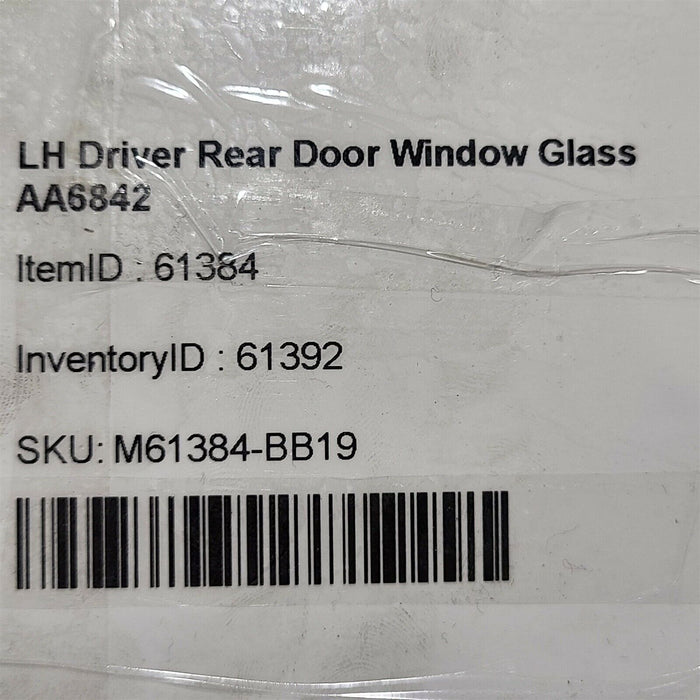 LH Driver Rear Door Window Glass
AA6842
ItemID : 61384
InventoryID : 61392
SKU: M61384-BB19